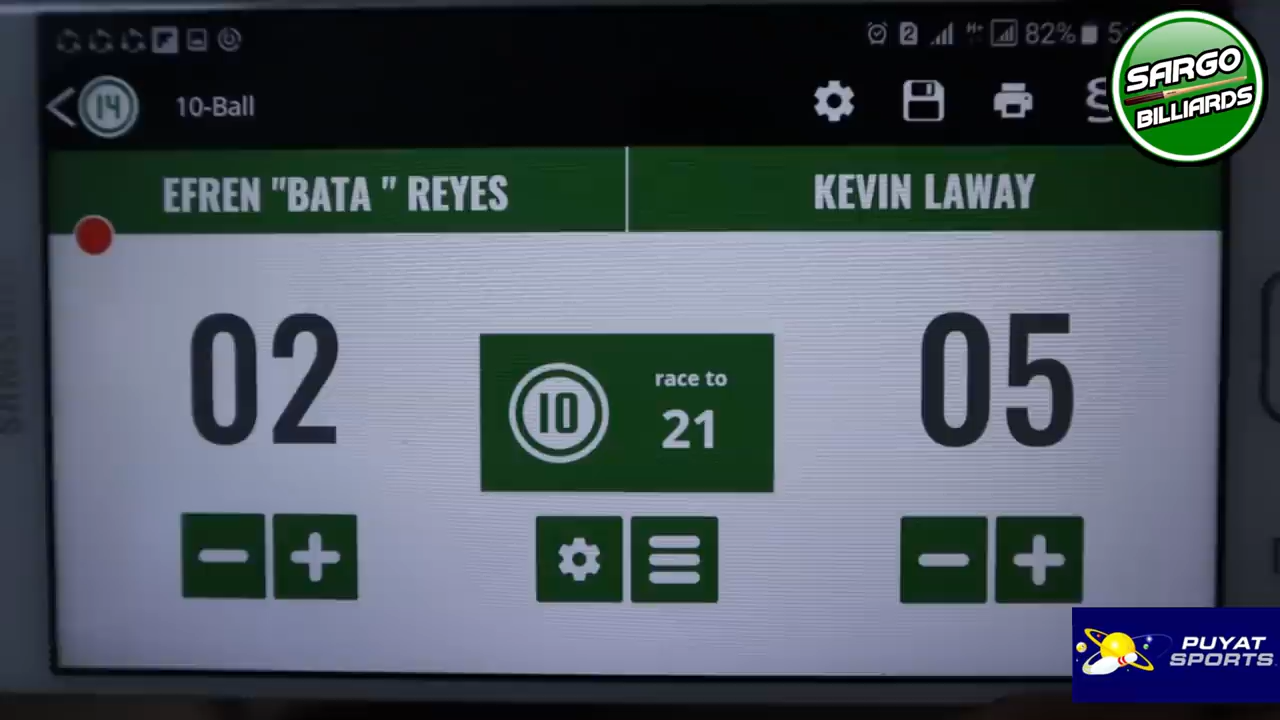 82%
14
10-Ball
SARGO
BILLIARDS
EFREN "BATA " REYES
KEVIN LAWAY
02
05
10
race to
21
PUYAT
SPORTS